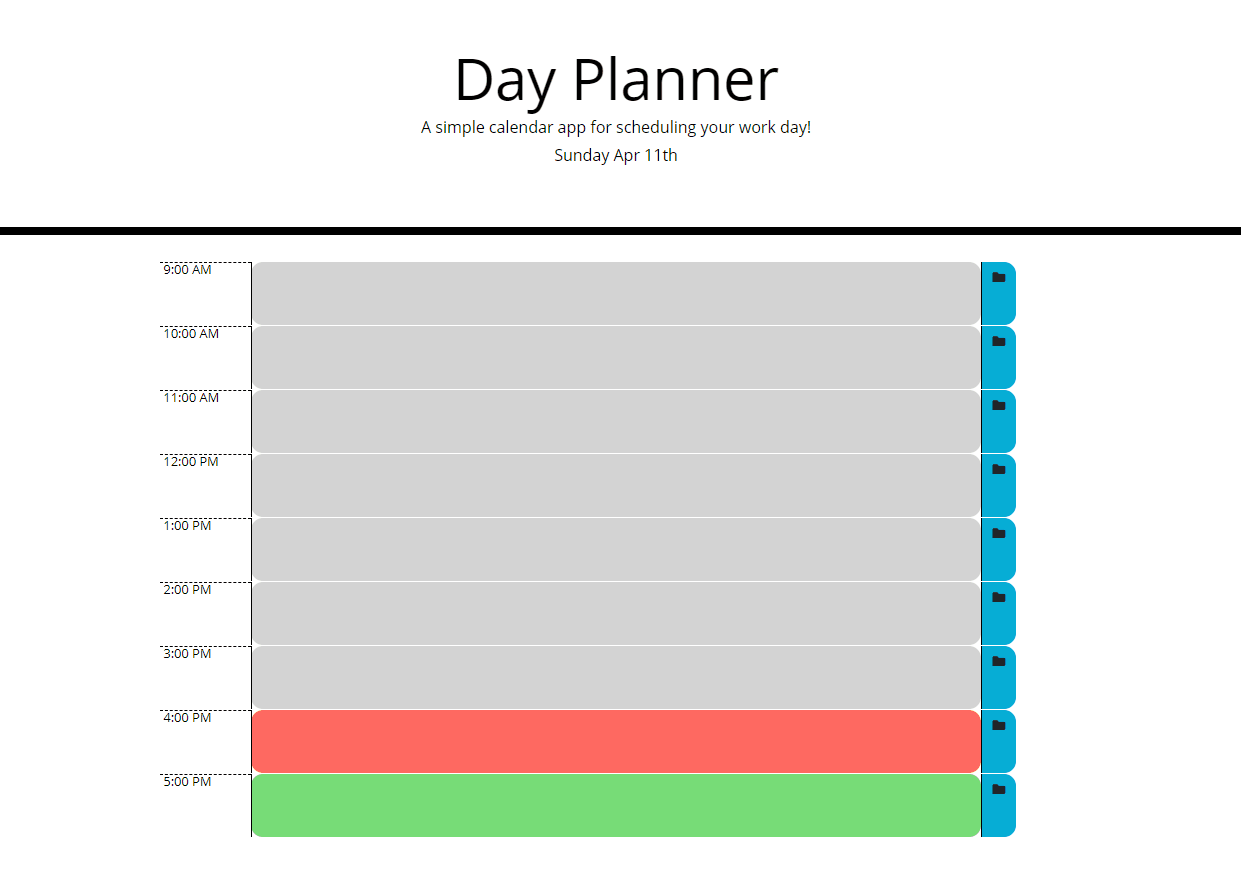 Day Planner
A simple calendar app for scheduling your work day!
Sunday Apr 11th
9:00 AM
10:00 AM
11:00 AM
12:00 PM
1:00 PM
2:00 PM
3:00 PM
4:00 PM
5:00 PM